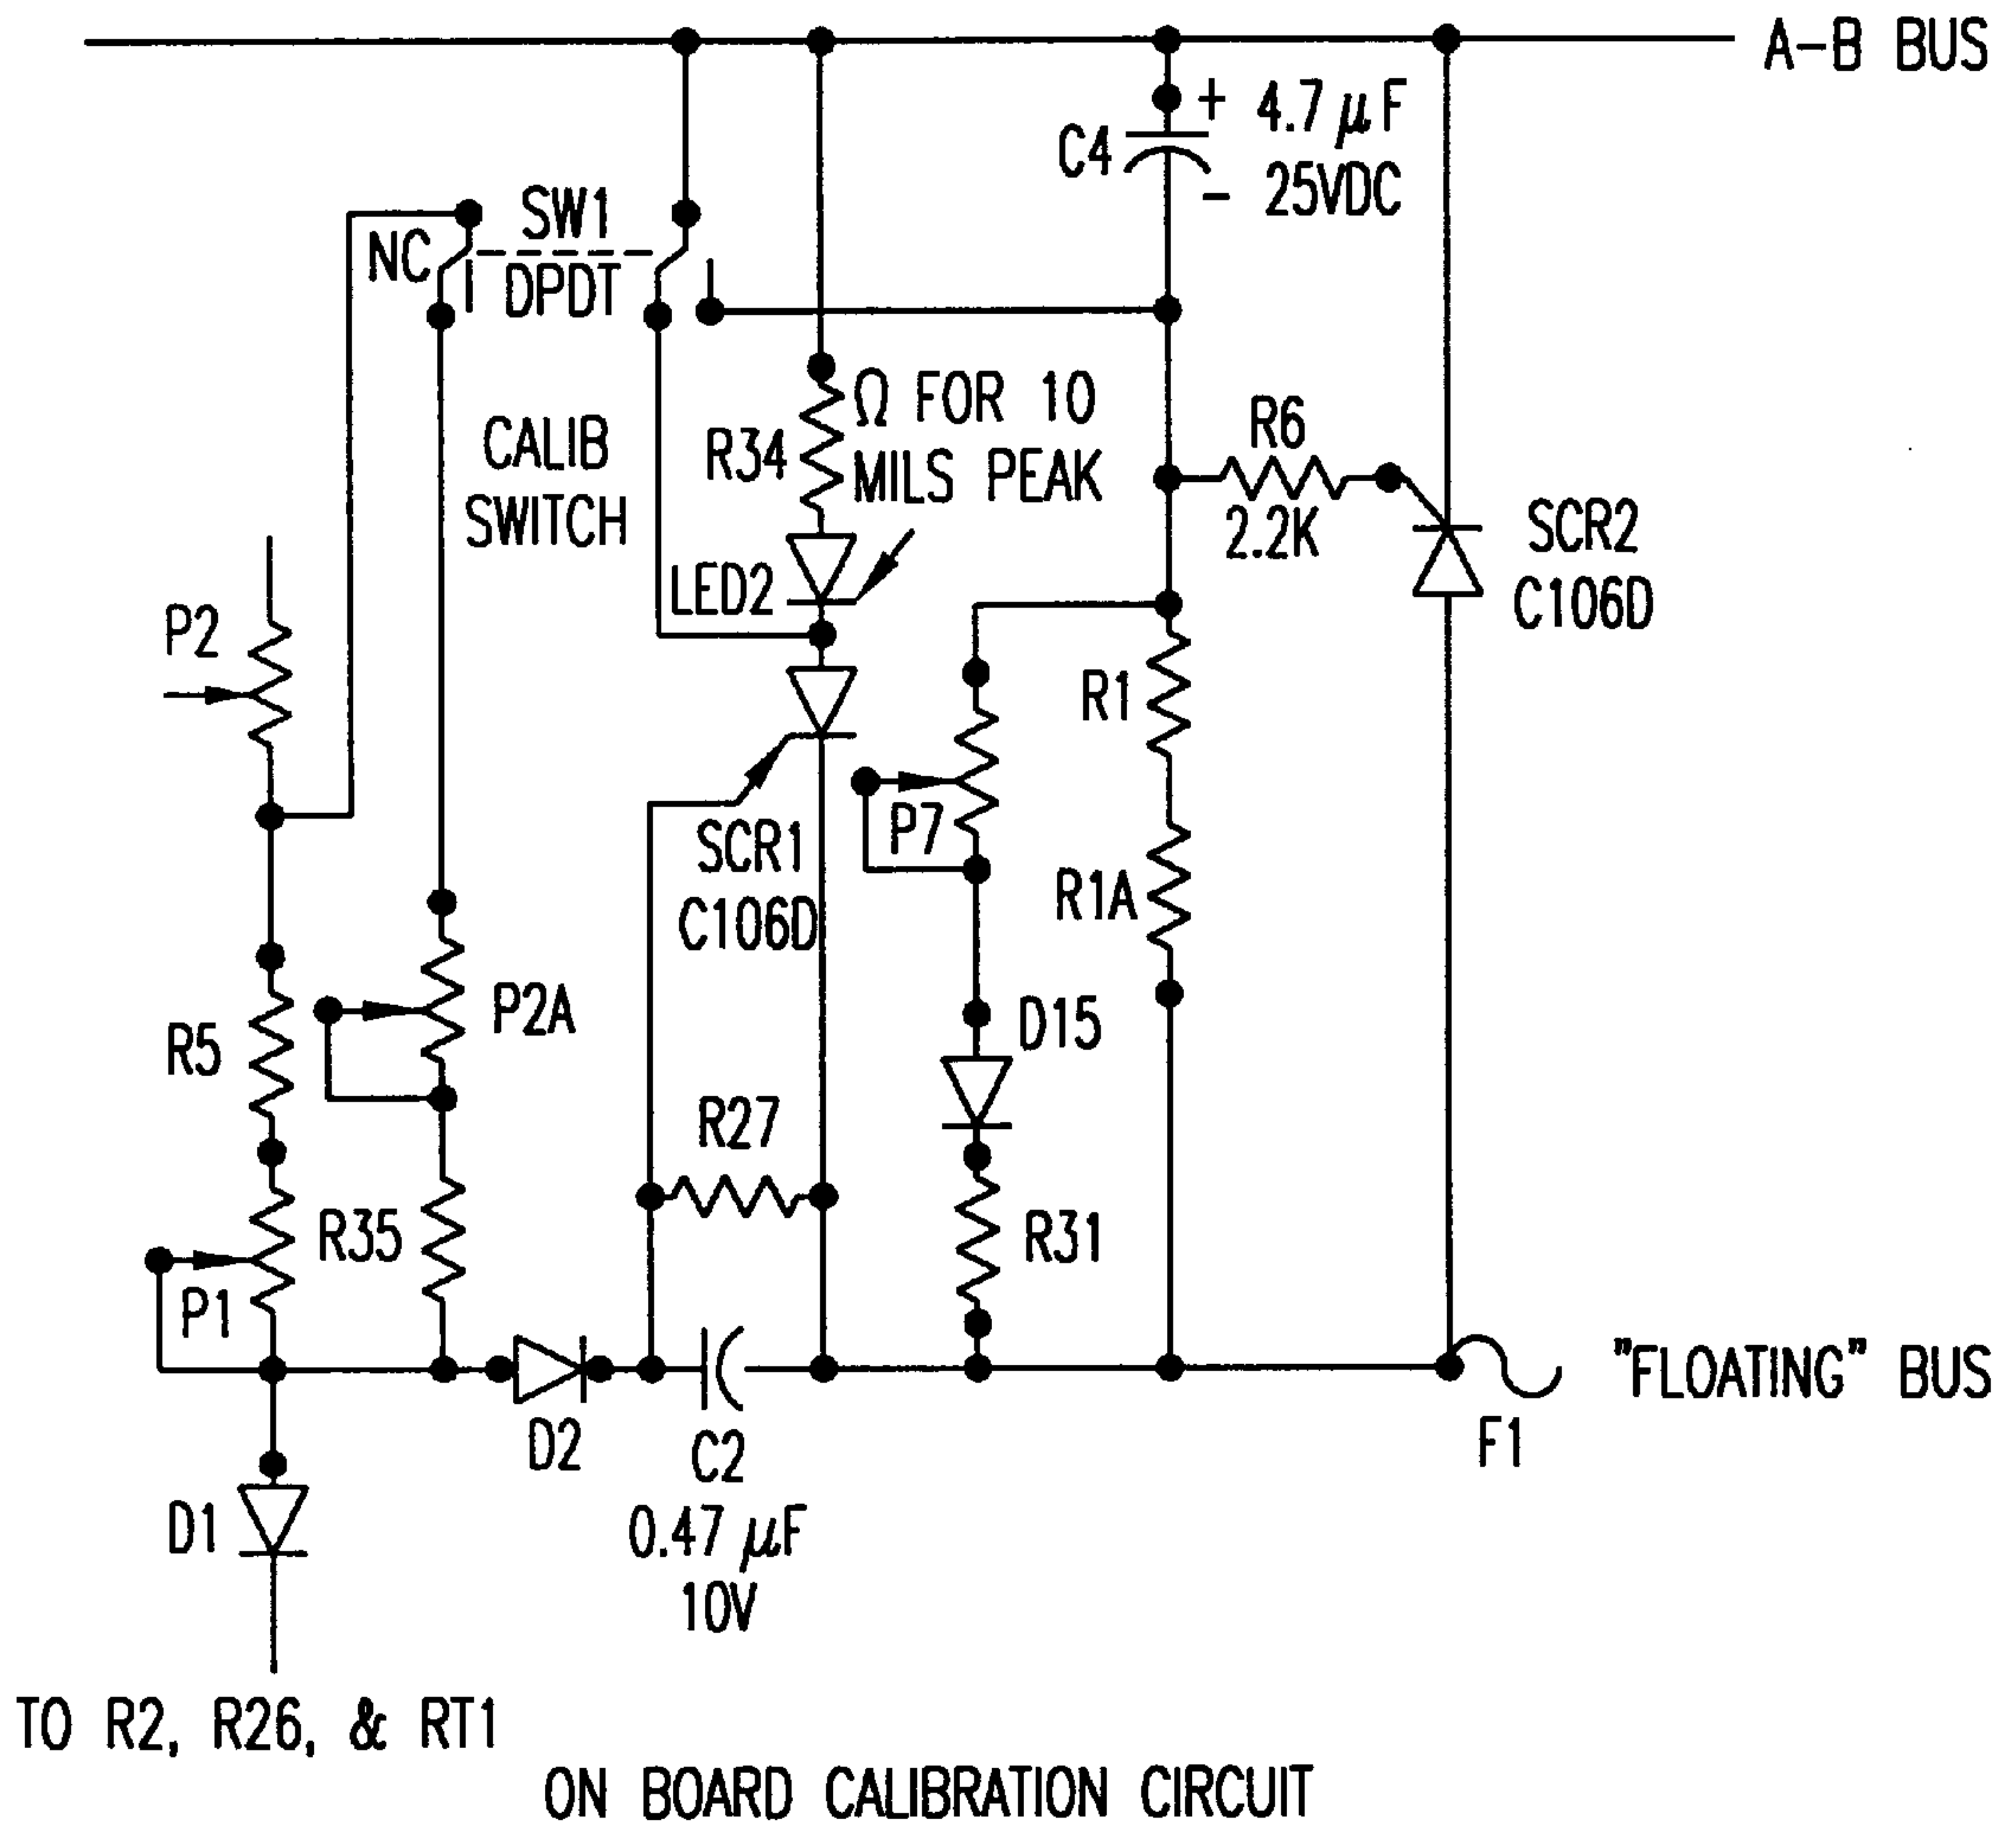 A-B BUS
+ 4.7 μF
C4
- 25VDC
SW1
NC
DPDT
Ω FOR 10
MILS PEAK
R34
R6
2.2K
CALIB
SWITCH
SCR2
C106D
LED2
P2
R1
P7
SCR1
C106D
R1A
P2A
D15
R5
R27
R35
R31
P1
"FLOATING" BUS
D2
C2
F1
D1
0.47 μF
10V
TO R2, R26, & RT1
ON BOARD CALIBRATION CIRCUIT